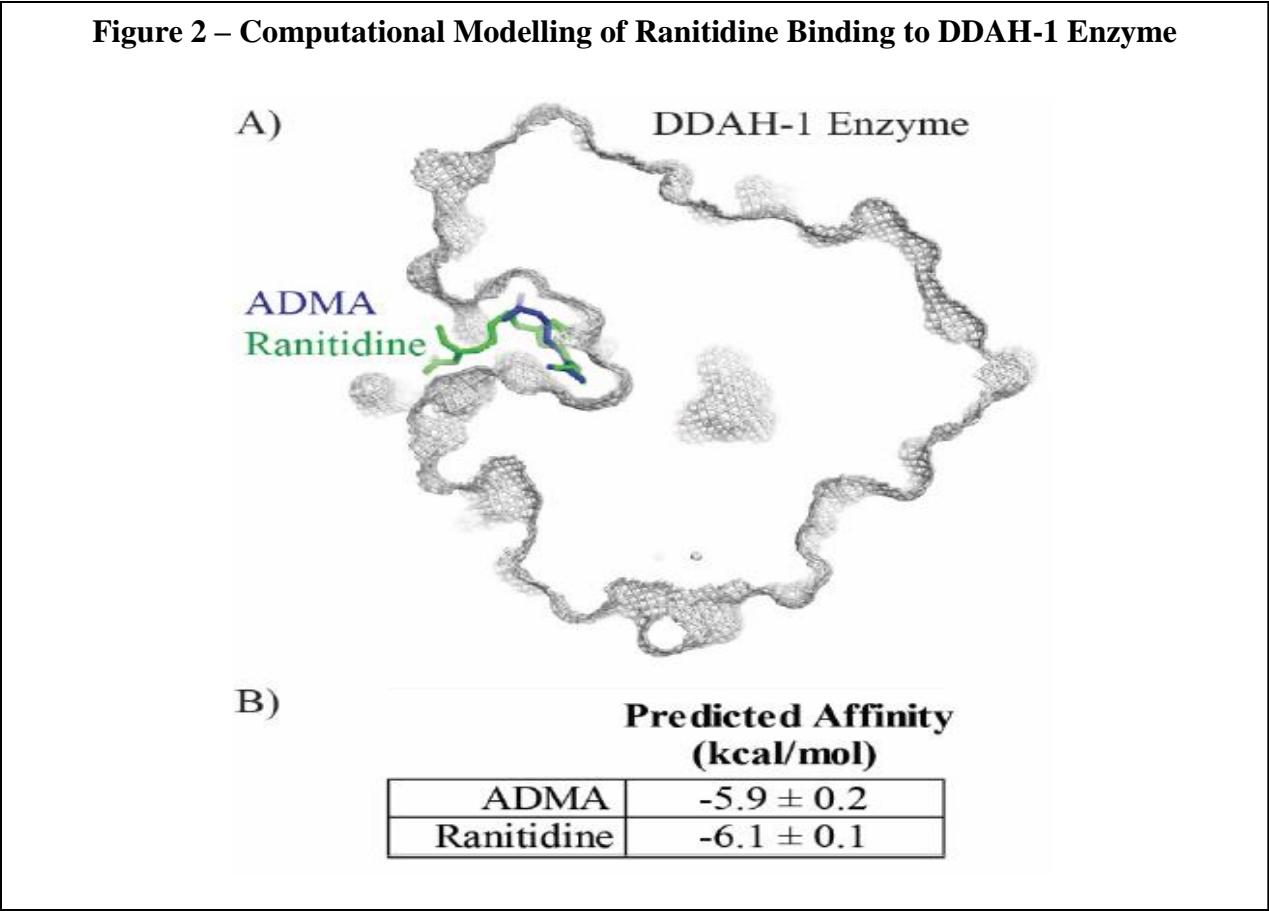 Figure 2 – Computational Modelling of Ranitidine Binding to DDAH-1 Enzyme
A)
DDAH-1 Enzyme
ADMA
Ranitidine
B)
Predicted Affinity
(kcal/mol)
ADMA -5.9 ± 0.2
Ranitidine -6.1 ± 0.1